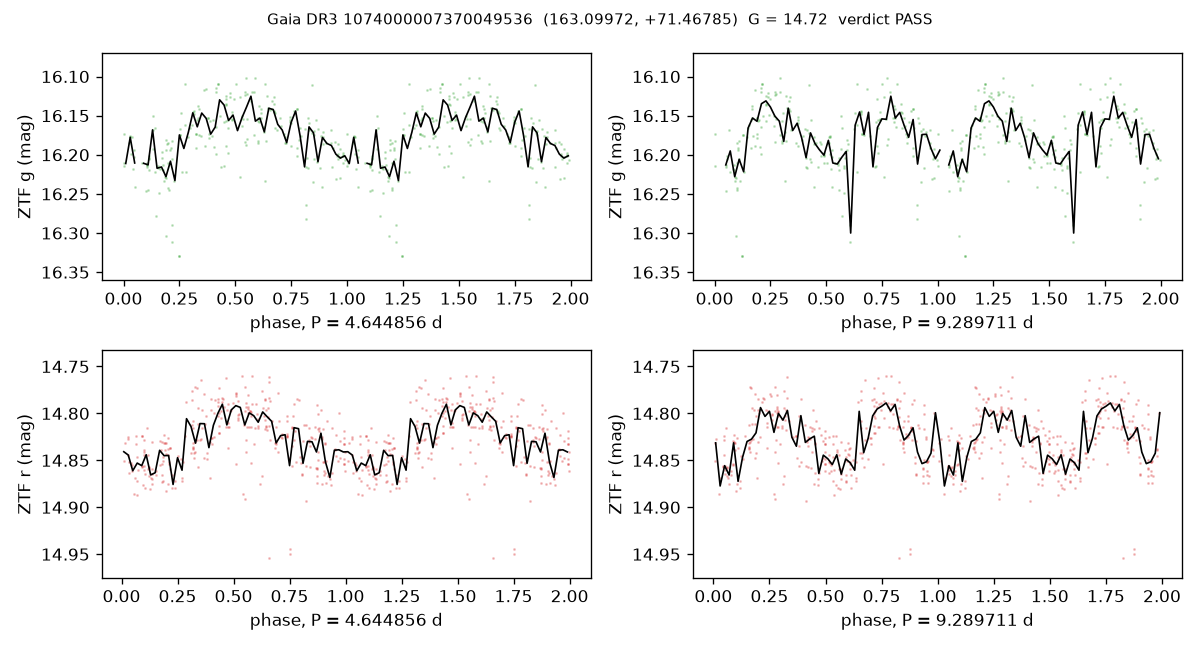 Gaia DR3 1074000007370049536  (163.09972, +71.46785)  G = 14.72  verdict PASS
ZTF g (mag)
16.10
16.15
16.20
16.25
16.30
16.35
0.00 0.25 0.50 0.75 1.00 1.25 1.50 1.75 2.00
phase, P = 4.644856 d
ZTF g (mag)
16.10
16.15
16.20
16.25
16.30
16.35
0.00 0.25 0.50 0.75 1.00 1.25 1.50 1.75 2.00
phase, P = 9.289711 d
ZTF r (mag)
14.75
14.80
14.85
14.90
14.95
0.00 0.25 0.50 0.75 1.00 1.25 1.50 1.75 2.00
phase, P = 4.644856 d
ZTF r (mag)
14.75
14.80
14.85
14.90
14.95
0.00 0.25 0.50 0.75 1.00 1.25 1.50 1.75 2.00
phase, P = 9.289711 d